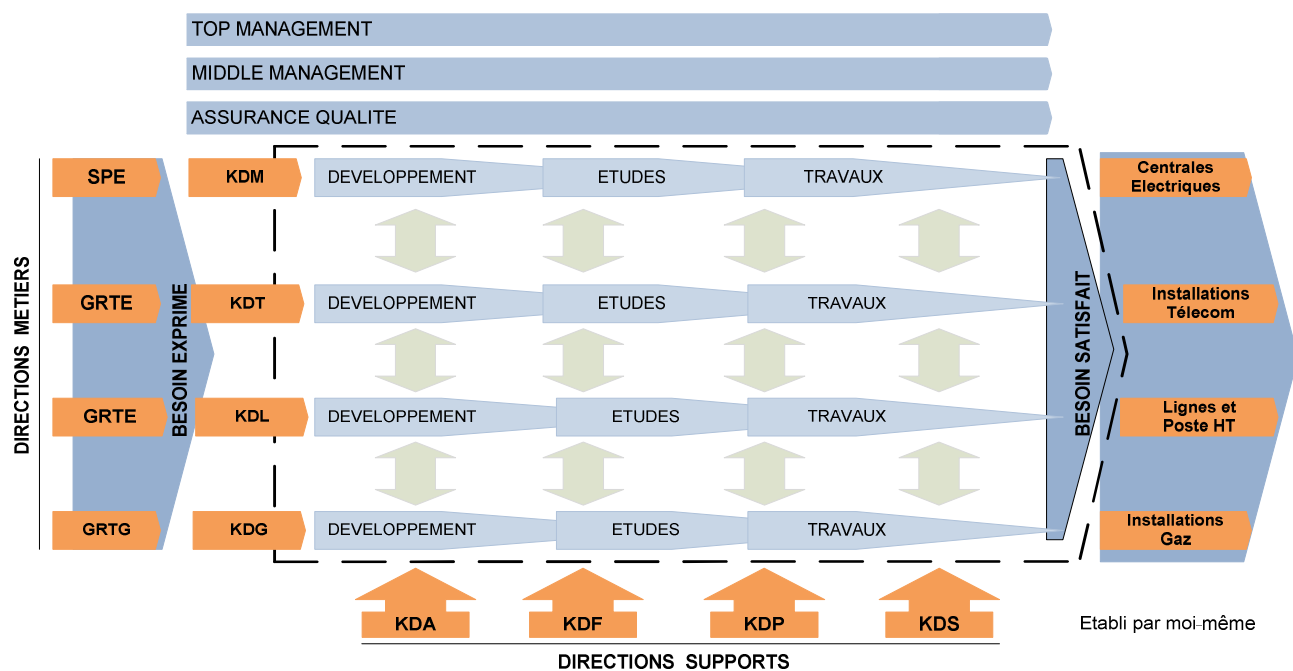 TOP MANAGEMENT
MIDDLE MANAGEMENT
ASSURANCE QUALITE
DIRECTIONS METIERS
BESOIN EXPRIME
SPE
KDM
DEVELOPPEMENT
ETUDES
TRAVAUX
Centrales
Electriques
GRTE
KDT
DEVELOPPEMENT
ETUDES
TRAVAUX
Installations
Télecom
GRTE
KDL
DEVELOPPEMENT
ETUDES
TRAVAUX
Lignes et
Poste HT
GRTG
KDG
DEVELOPPEMENT
ETUDES
TRAVAUX
Installations
Gaz
BESOIN SATISFAIT
KDA
KDF
KDP
KDS
Etabli par moi-même
DIRECTIONS SUPPORTS